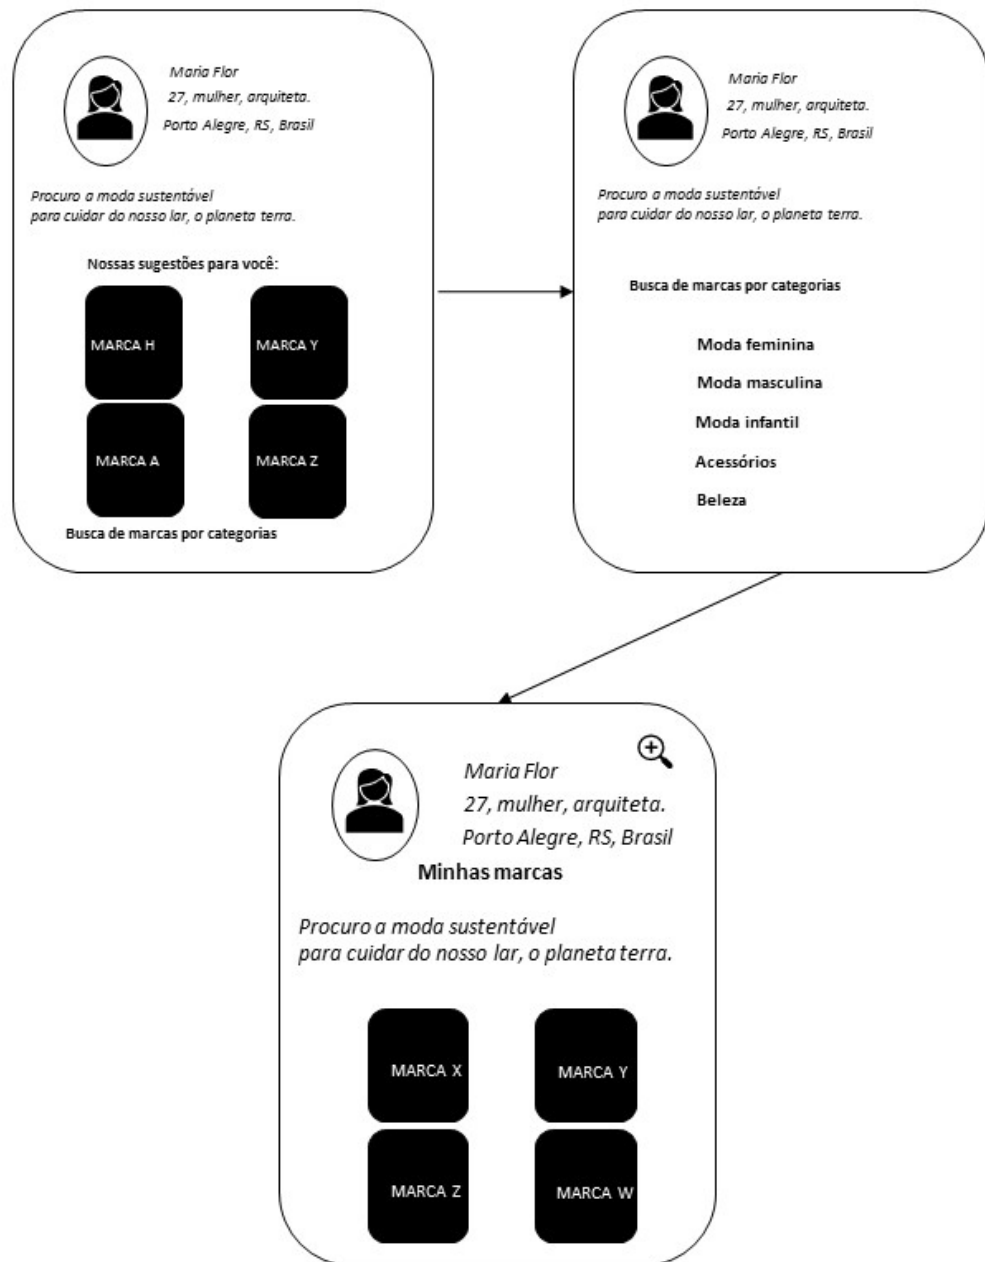 Maria Flor
27, mulher, arquiteta.
Porto Alegre, RS, Brasil
Procuro a moda sustentável
para cuidar do nosso lar, o planeta terra.
Nossas sugestões para você:
MARCA H
MARCA Y
MARCA A
MARCA Z
Busca de marcas por categorias
Maria Flor
27, mulher, arquiteta.
Porto Alegre, RS, Brasil
Procuro a moda sustentável
para cuidar do nosso lar, o planeta terra.
Busca de marcas por categorias
Moda feminina
Moda masculina
Moda infantil
Acessórios
Beleza
Maria Flor
27, mulher, arquiteta.
Porto Alegre, RS, Brasil
Minhas marcas
Procuro a moda sustentável
para cuidar do nosso lar, o planeta terra.
MARCA X
MARCA Y
MARCA Z
MARCA W